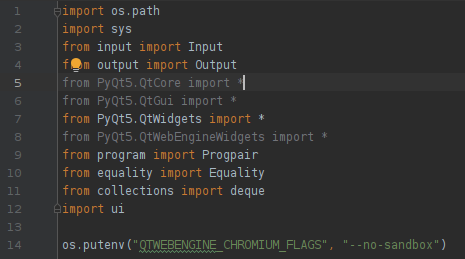 1 import os.path
2 import sys
3 from input import Input
4 from output import Output
5 from PyQt5.QtCore import *
6 from PyQt5.QtGui import *
7 from PyQt5.QtWidgets import *
8 from PyQt5.QtWebEngineWidgets import *
9 from program import Progpair
10 from equality import Equality
11 from collections import deque
12 import ui
13
14 os.putenv("QTWEBENGINE_CHROMIUM_FLAGS", "--no-sandbox")